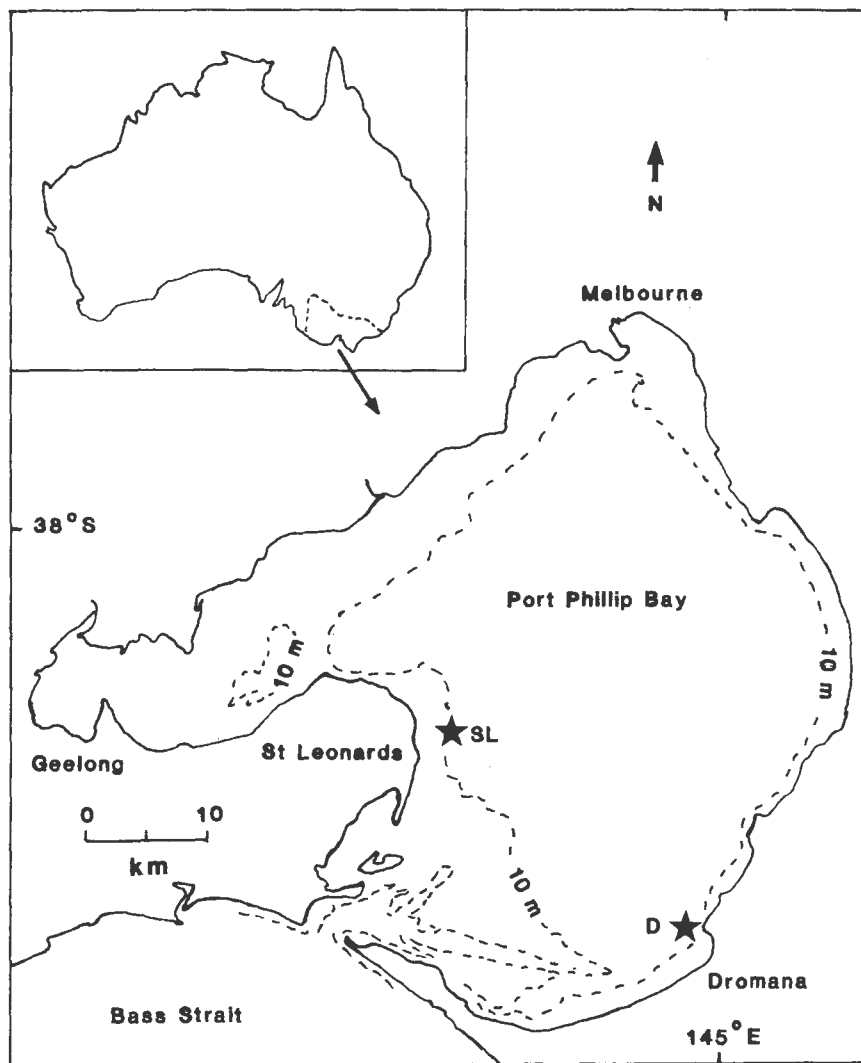 N
Melbourne
38°S
Port Phillip Bay
10 m
10 m
SL
St Leonards
Geelong
0 10
km
10 m
D
Dromana
Bass Strait
145°E